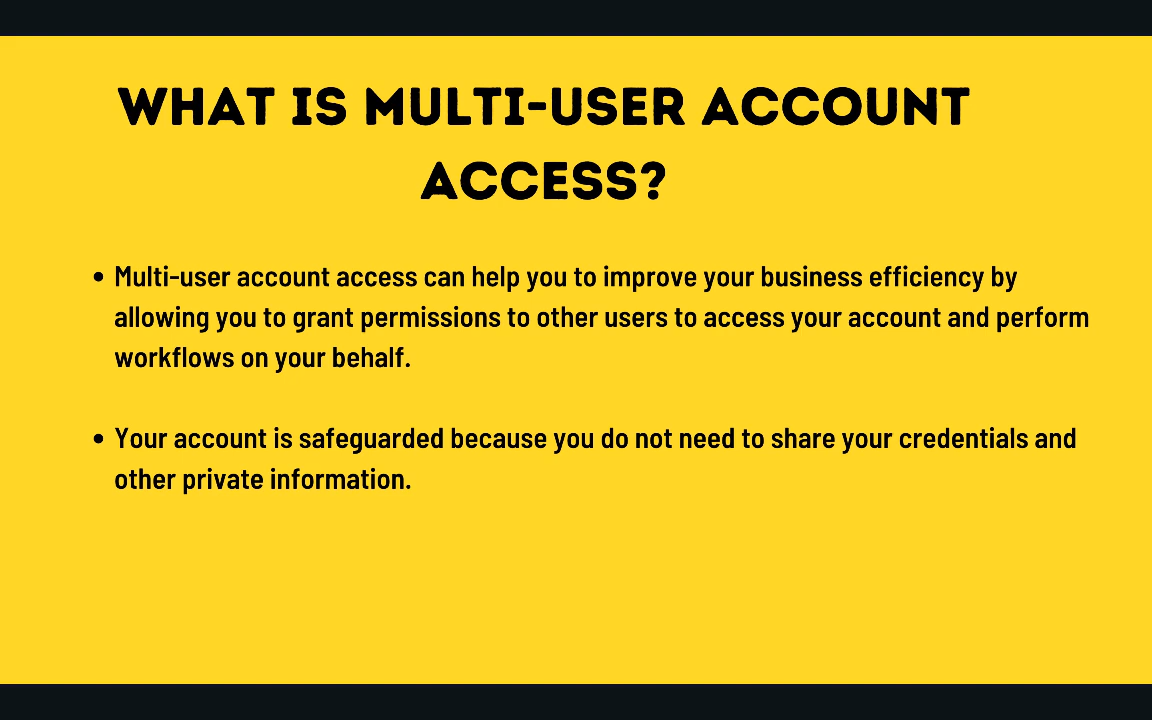 WHAT IS MULTI-USER ACCOUNT
ACCESS?
• Multi-user account access can help you to improve your business efficiency by
allowing you to grant permissions to other users to access your account and perform
workflows on your behalf.
• Your account is safeguarded because you do not need to share your credentials and
other private information.